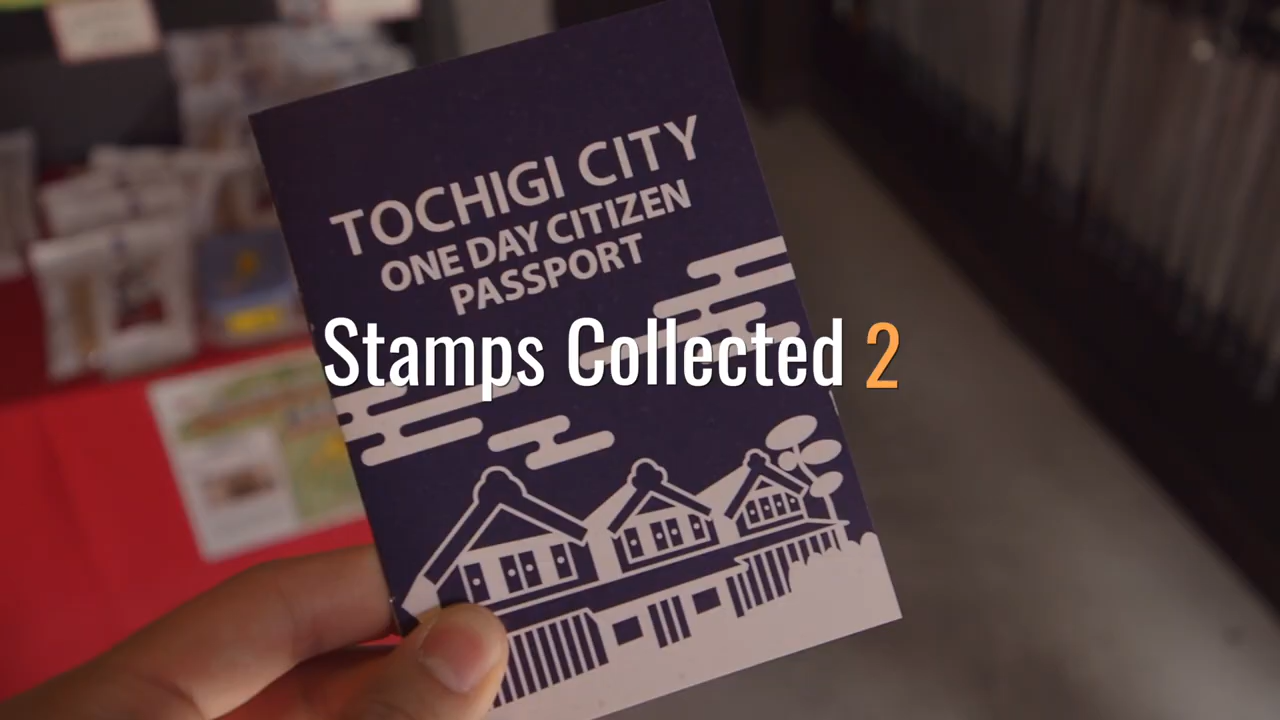 TOCHIGI CITY
ONE DAY CITIZEN
PASSPORT
Stamps Collected 2